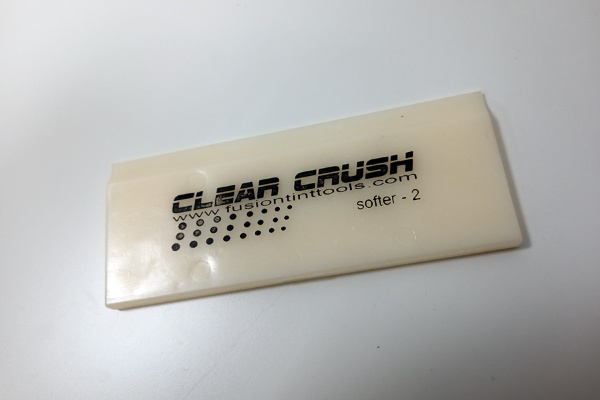 CLEAR CRUSH
www.fusiontinttools.com
softer - 2